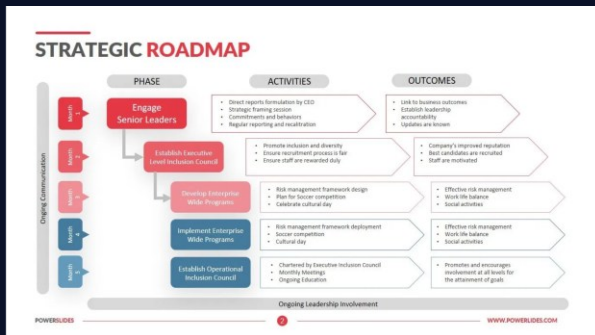 STRATEGIC ROADMAP
PHASE
ACTIVITIES
OUTCOMES
Ongoing Communication
Month 1
Engage
Senior Leaders
• Direct reports formulation by CEO
• Strategic framing session
• Commitments and behaviors
• Regular reporting and recalitration
• Link to business outcomes
• Establish leadership
accountability
• Updates are known
Month 2
Establish Executive
Level Inclusion Council
• Promote inclusion and diversity
• Ensure recruitment process is fair
• Ensure staff are rewarded duly
• Company's improved reputation
• Best candidates are recruited
• Staff are motivated
Month 3
Develop Enterprise
Wide Programs
• Risk management framework design
• Plan for Soccer competition
• Celebrate cultural day
• Effective risk management
• Work life balance
• Social activities
Month 4
Implement Enterprise
Wide Programs
• Risk management framework deployment
• Soccer competition
• Cultural day
• Effective risk management
• Work life balance
• Social activities
Month 5
Establish Operational
Inclusion Council
• Chartered by Executive Inclusion Council
• Monthly Meetings
• Ongoing Education
• Promotes and encourages
involvement at all levels for
the attainment of goals
Ongoing Leadership Involvement
POWERSLIDES
2
WWW.POWERSLIDES.COM